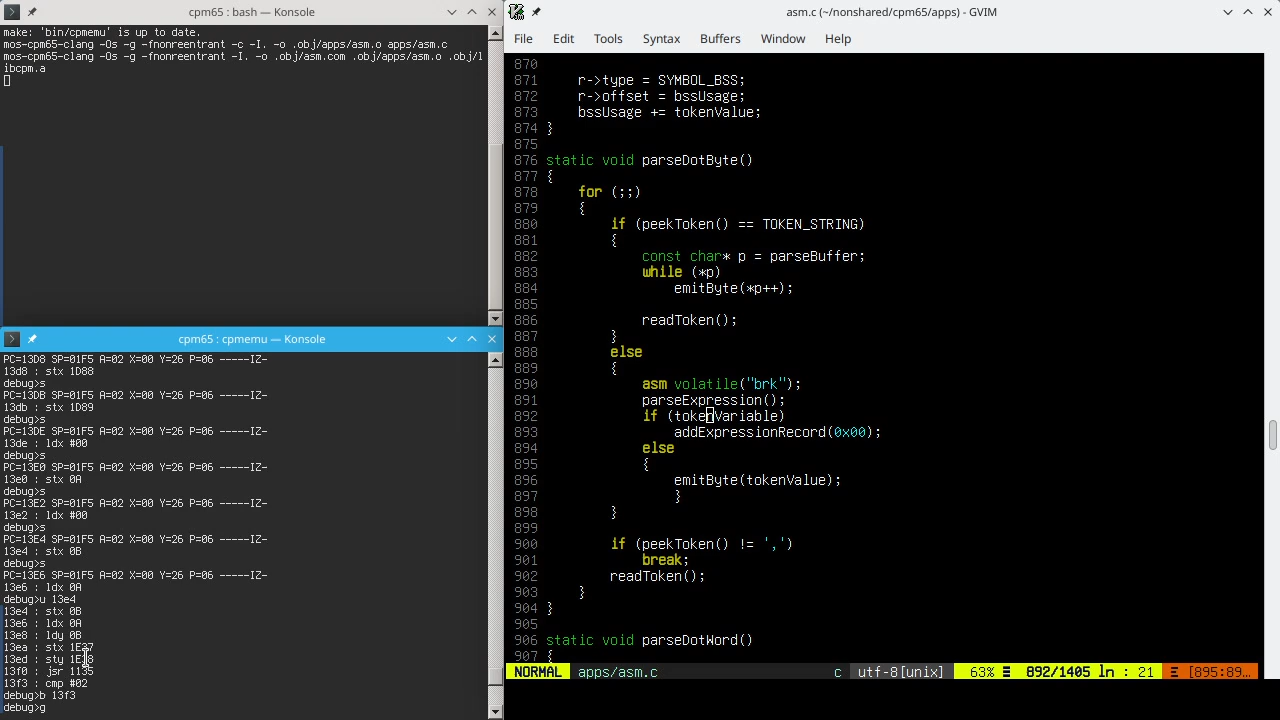 cpm65 : bash — Konsole
make: 'bin/cpmemu' is up to date.
mos-cpm65-clang -Os -g -fnonreentrant -c -I. -o .obj/apps/asm.o apps/asm.c
mos-cpm65-clang -Os -g -fnonreentrant -I. -o .obj/asm.com .obj/apps/asm.o .obj/l
ibcpm.a
cpm65 : cpmemu — Konsole
PC=13D8 SP=01F5 A=02 X=00 Y=26 P=06 -----IZ-
13d8 : stx 1D88
debug>s
PC=13DB SP=01F5 A=02 X=00 Y=26 P=06 -----IZ-
13db : stx 1D89
debug>s
PC=13DE SP=01F5 A=02 X=00 Y=26 P=06 -----IZ-
13de : ldx #00
debug>s
PC=13E0 SP=01F5 A=02 X=00 Y=26 P=06 -----IZ-
13e0 : stx 0A
debug>s
PC=13E2 SP=01F5 A=02 X=00 Y=26 P=06 -----IZ-
13e2 : ldx #00
debug>s
PC=13E4 SP=01F5 A=02 X=00 Y=26 P=06 -----IZ-
13e4 : stx 0B
debug>s
PC=13E6 SP=01F5 A=02 X=00 Y=26 P=06 -----IZ-
13e6 : ldx 0A
debug>u 13e4
13e4 : stx 0B
13e6 : ldx 0A
13e8 : ldy 0B
13ea : stx 1E27
13ed : sty 1E28
13f0 : jsr 1135
13f3 : cmp #02
debug>b 13f3
debug>g
asm.c (~/nonshared/cpm65/apps) - GVIM
File Edit Tools Syntax Buffers Window Help
870
871 r->type = SYMBOL_BSS;
872 r->offset = bssUsage;
873 bssUsage += tokenValue;
874 }
875
876 static void parseDotByte()
877 {
878 for (;;)
879 {
880 if (peekToken() == TOKEN_STRING)
881 {
882 const char* p = parseBuffer;
883 while (*p)
884 emitByte(*p++);
885
886 readToken();
887 }
888 else
889 {
890 asm volatile("brk");
891 parseExpression();
892 if (tokenVariable)
893 addExpressionRecord(0x00);
894 else
895 {
896 emitByte(tokenValue);
897 }
898 }
899
900 if (peekToken() != ',')
901 break;
902 readToken();
903 }
904 }
905
906 static void parseDotWord()
907 {
NORMAL apps/asm.c c utf-8[unix] 63% ≡ 892/1405 ln : 21 Ξ [895:89…